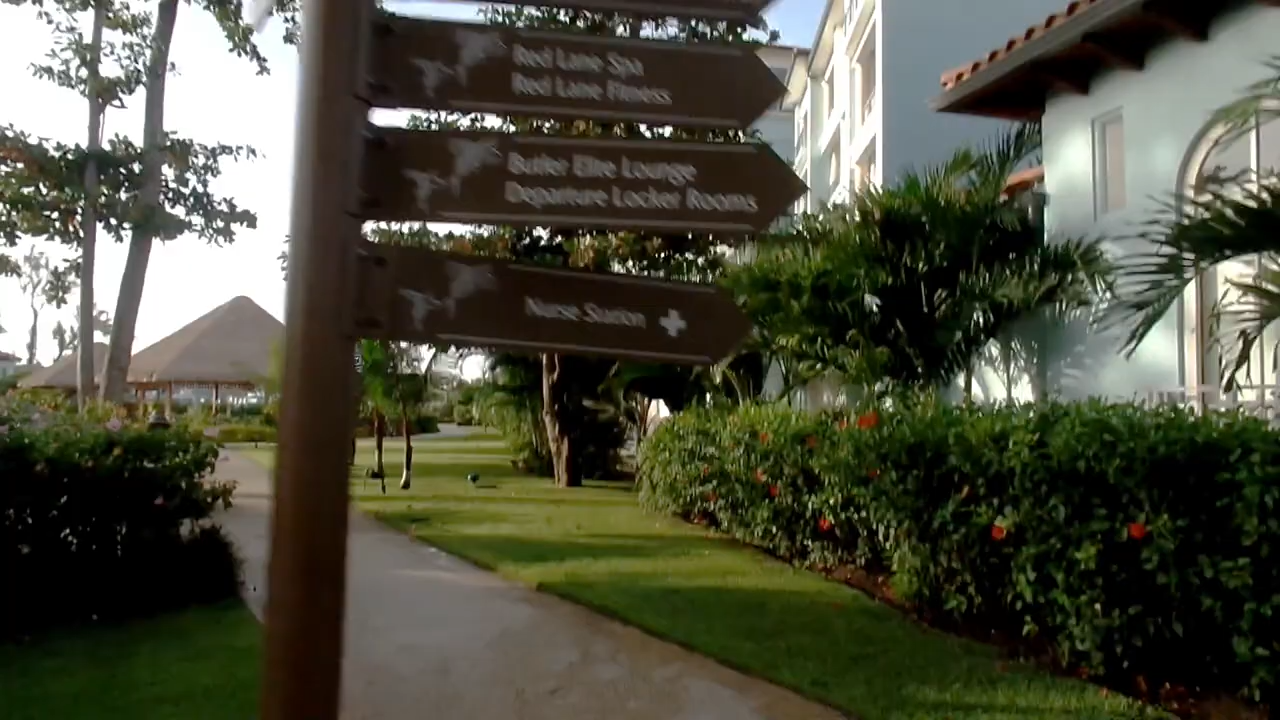 Red Lane Spa
Red Lane Fitness
Butler Elite Lounge
Departure Locker Rooms
Nurse Station